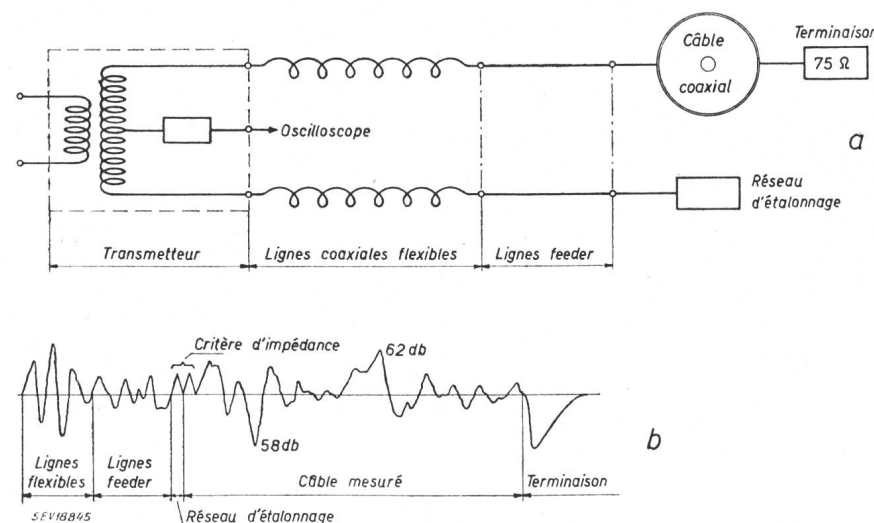 Câble
coaxial
Terminaison
75 Ω
Oscilloscope
a
Réseau
d'étalonnage
Transmetteur
Lignes coaxiales flexibles
Lignes feeder
Critère d'impédance
62 db
58 db
b
Lignes
flexibles
Lignes
feeder
Câble mesuré
Terminaison
SEV18845
Réseau d'étalonnage